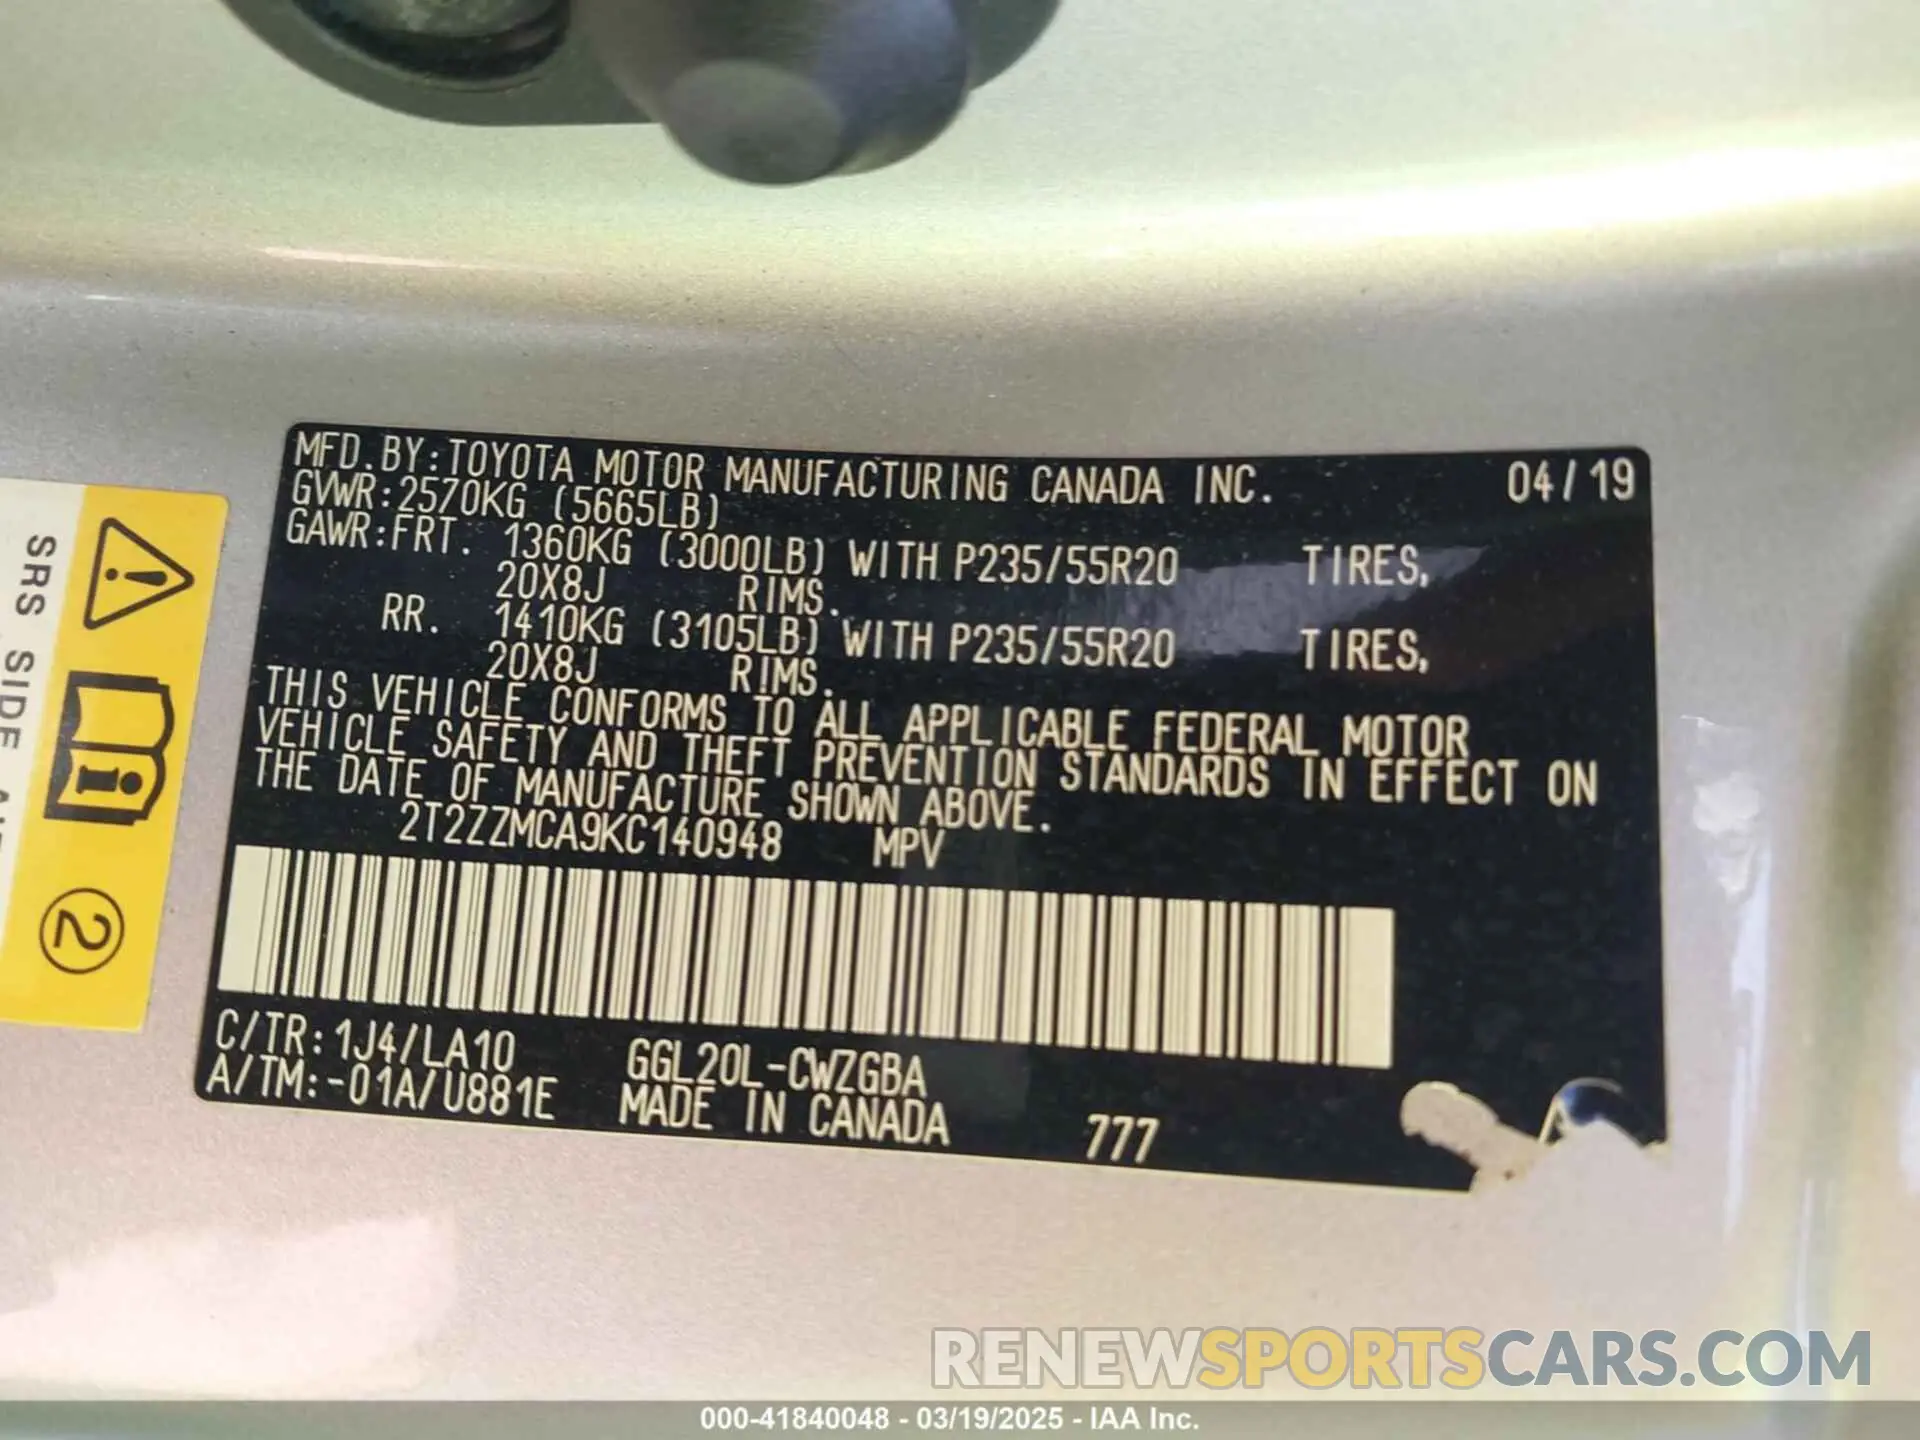 MFD.BY:TOYOTA MOTOR MANUFACTURING CANADA INC. 04/19
GVWR:2570KG (5665LB)
GAWR:FRT. 1360KG (3000LB) WITH P235/55R20 TIRES,
20X8J RIMS.
RR. 1410KG (3105LB) WITH P235/55R20 TIRES,
20X8J RIMS.
THIS VEHICLE CONFORMS TO ALL APPLICABLE FEDERAL MOTOR
VEHICLE SAFETY AND THEFT PREVENTION STANDARDS IN EFFECT ON
THE DATE OF MANUFACTURE SHOWN ABOVE.
2T2ZZMCA9KC140948 MPV
C/TR:1J4/LA10 GGL20L-CWZGBA
A/TM:-01A/U881E MADE IN CANADA 777
SRS SIDE
2
RENEWSPORTSCARS.COM
000-41840048 - 03/19/2025 - IAA Inc.